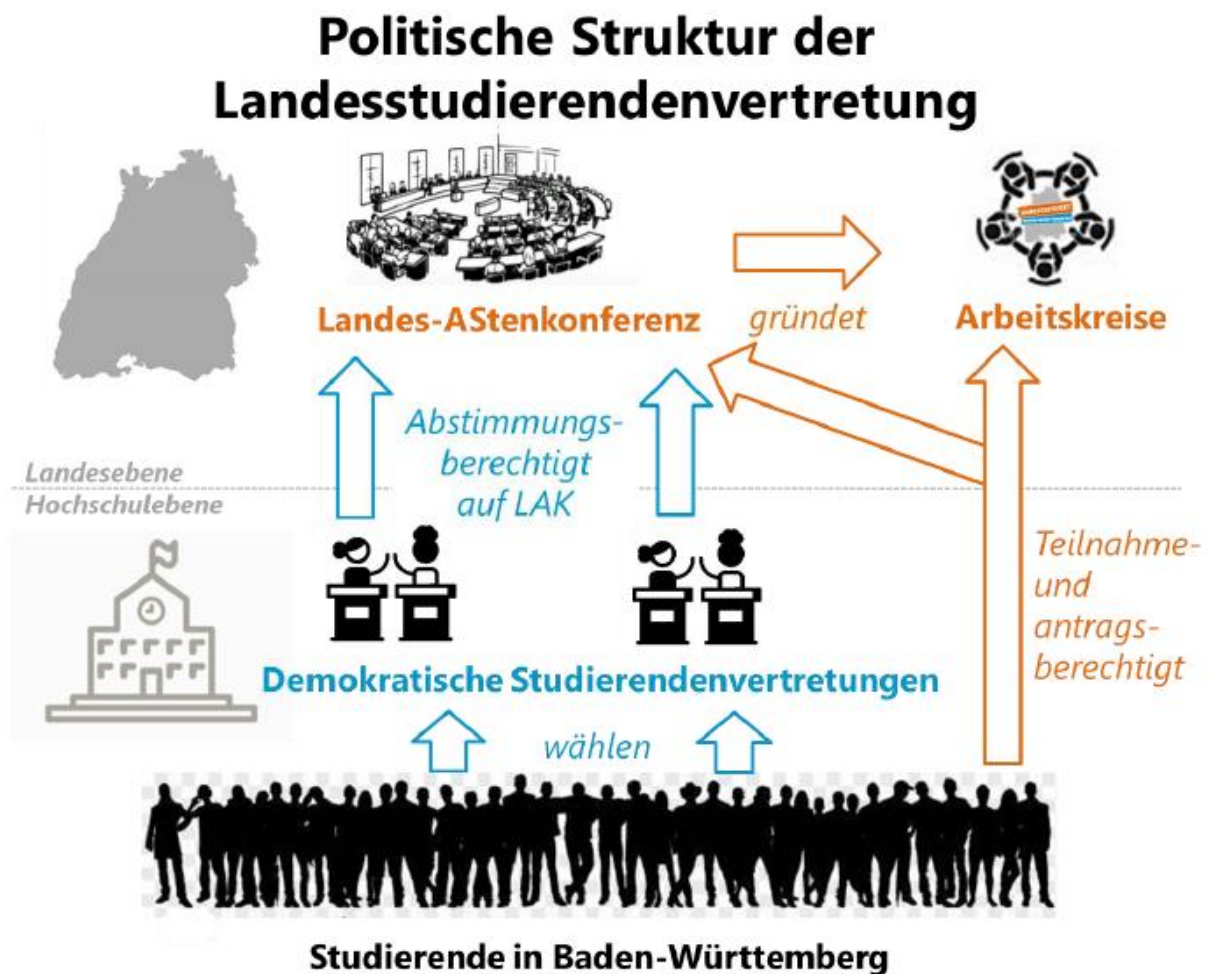 Politische Struktur der
Landesstudierendenvertretung
Landes-AStenkonferenz
gründet
Arbeitskreise
Abstimmungs-
berechtigt
auf LAK
Landesebene
Hochschulebene
Teilnahme-
und
antrags-
berechtigt
Demokratische Studierendenvertretungen
wählen
Studierende in Baden-Württemberg